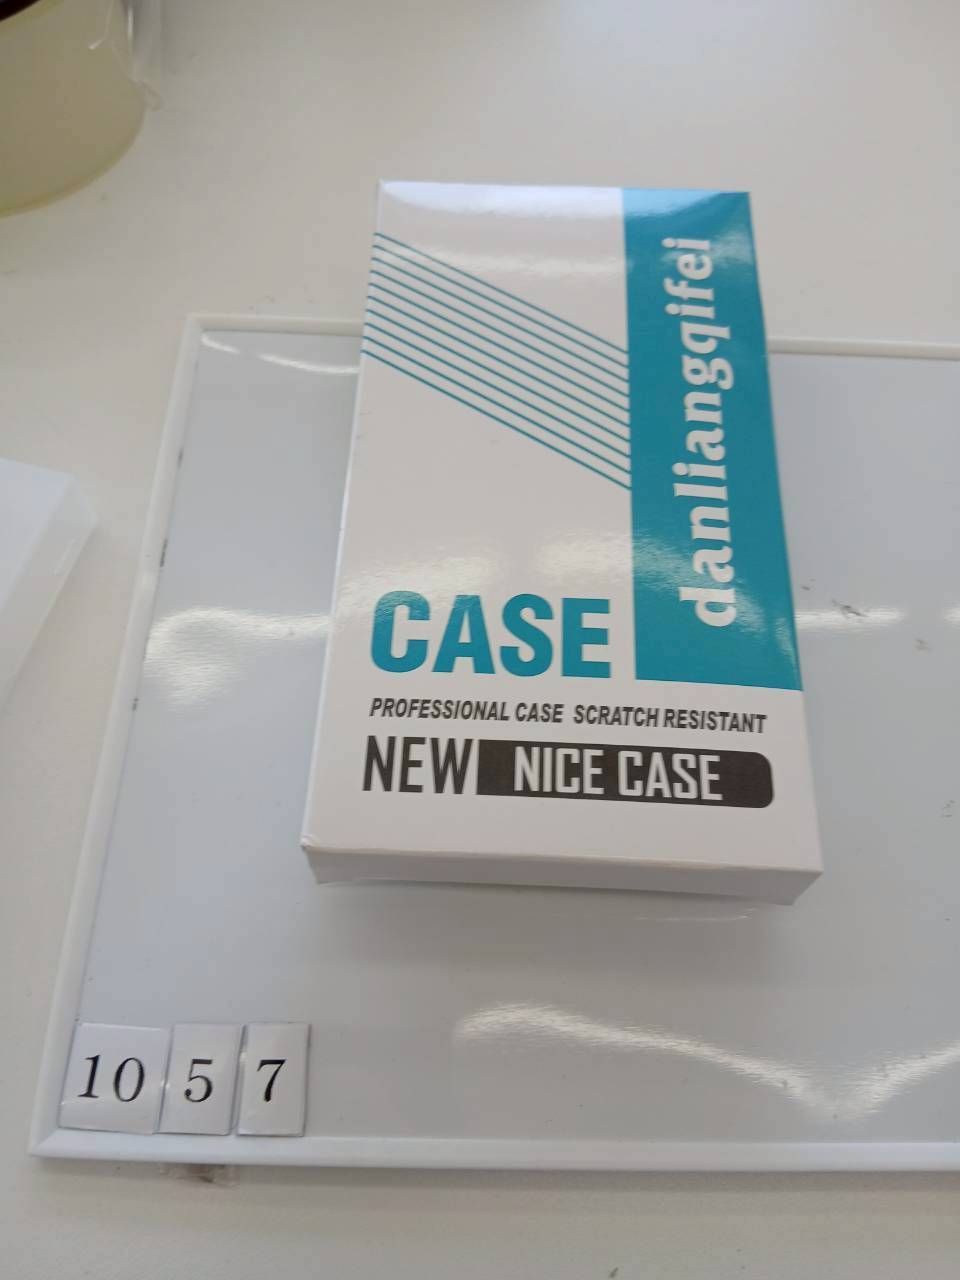 danliangqifei
CASE
PROFESSIONAL CASE SCRATCH RESISTANT
NEW NICE CASE
10 5 7